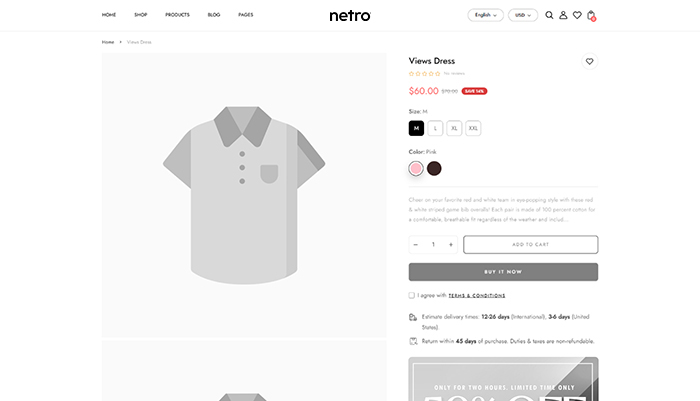 HOME SHOP PRODUCTS BLOG PAGES
netro
English USD
Home Views Dress
Views Dress
No reviews
$60.00 $70.00 SAVE 14%
Size: M
M L XL XXL
Color: Pink
Cheer on your favorite red and white team in eye-popping style with these red
& white striped game bib overalls! Each pair is made of 100 percent cotton for
a comfortable, breathable fit regardless of the weather and includ...
− 1 + ADD TO CART
BUY IT NOW
I agree with TERMS & CONDITIONS
Estimate delivery times: 12-26 days (International), 3-6 days (United
States).
Return within 45 days of purchase. Duties & taxes are non-refundable.
ONLY FOR TWO HOURS. LIMITED TIME ONLY